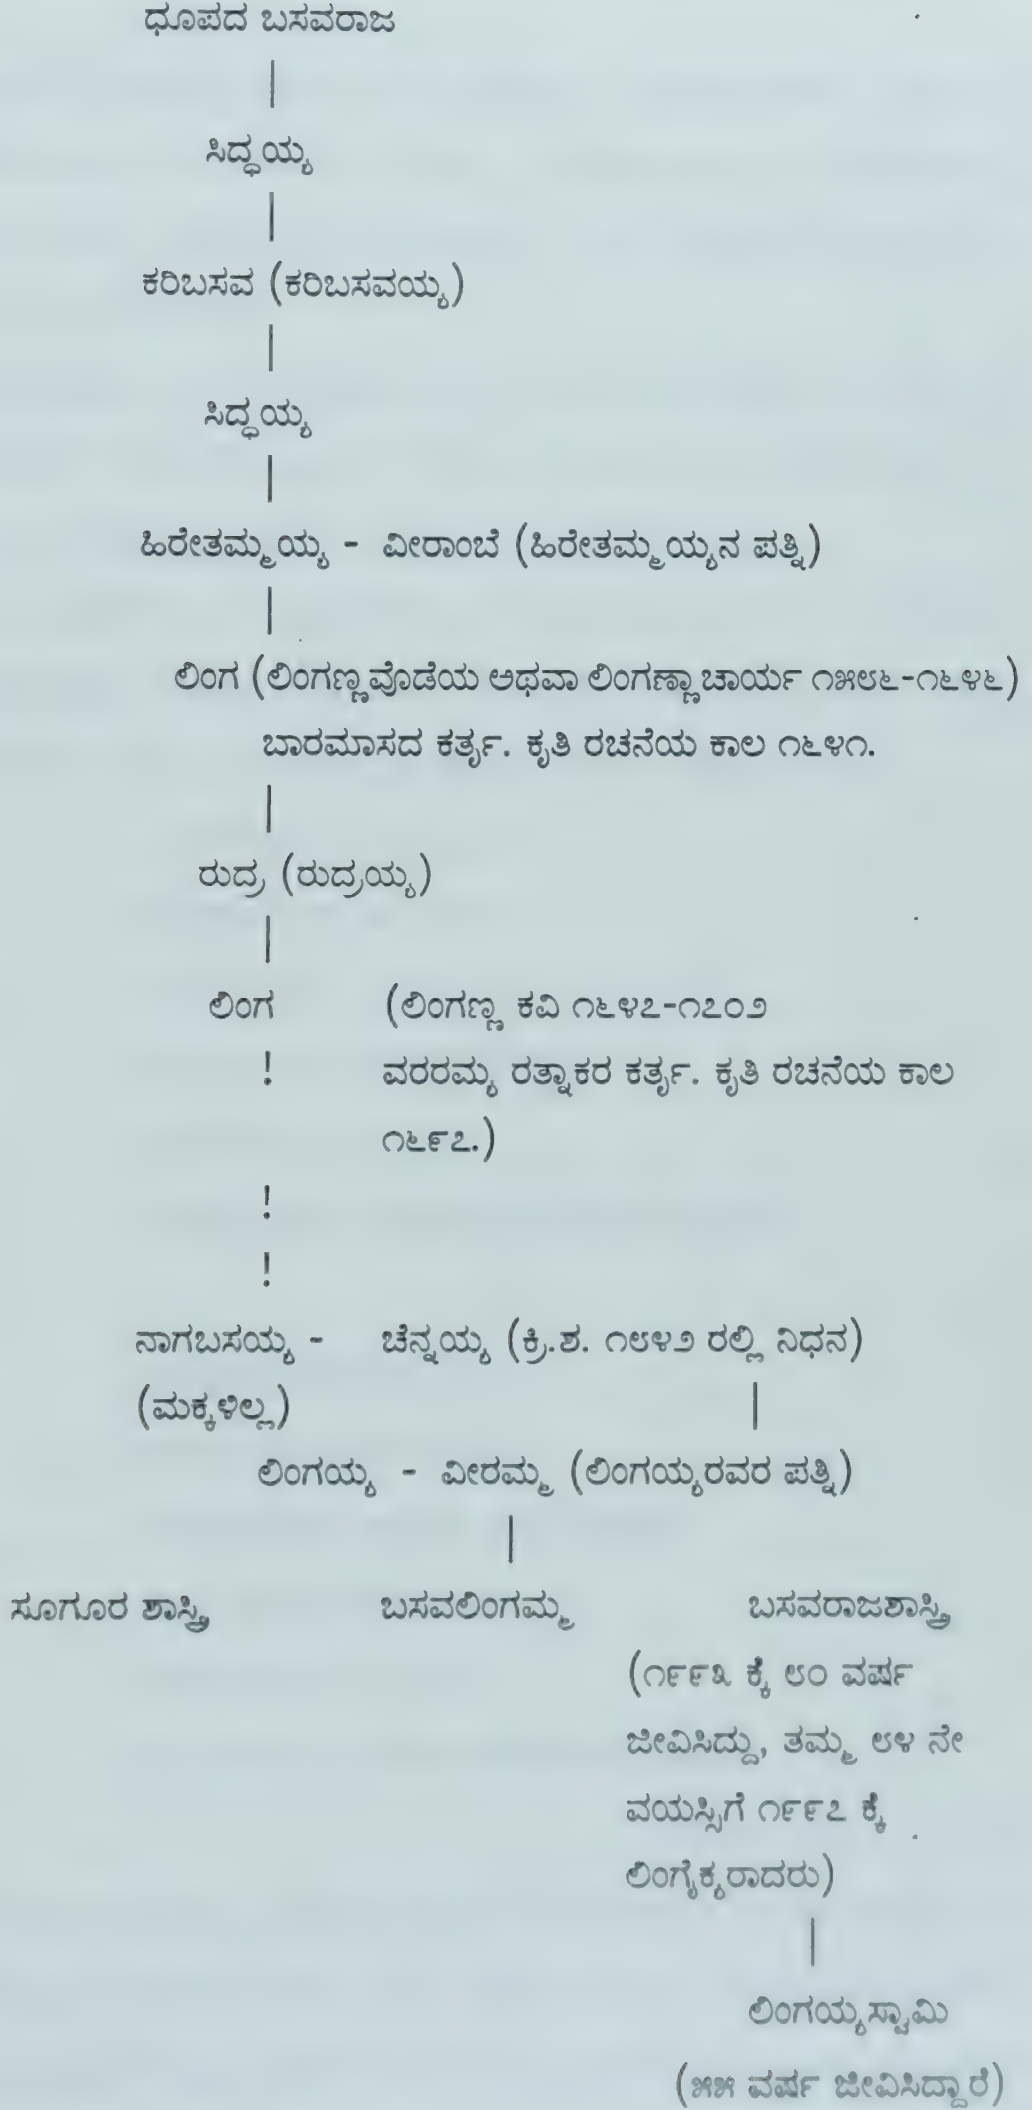 ಧೂಪದ ಬಸವರಾಜ
ಸಿದ್ಧಯ್ಯ
ಕರಿಬಸವ (ಕರಿಬಸವಯ್ಯ)
ಸಿದ್ಧಯ್ಯ
ಹಿರೇತಮ್ಮಯ್ಯ - ವೀರಾಂಬೆ (ಹಿರೇತಮ್ಮಯ್ಯನ ಪತ್ನಿ)
ಲಿಂಗ (ಲಿಂಗಣ್ಣವೊಡೆಯ ಅಥವಾ ಲಿಂಗಣ್ಣಾಚಾರ್ಯ ೧೫೮೬-೧೬೪೬)
ಬಾರಮಾಸದ ಕರ್ತೃ. ಕೃತಿ ರಚನೆಯ ಕಾಲ ೧೬೪೧.
ರುದ್ರ (ರುದ್ರಯ್ಯ)
ಲಿಂಗ (ಲಿಂಗಣ್ಣ ಕವಿ ೧೬೪೭-೧೭೦೨
! ವರರಮ್ಯ ರತ್ನಾಕರ ಕರ್ತೃ. ಕೃತಿ ರಚನೆಯ ಕಾಲ
೧೬೯೭.)
!
!
ನಾಗಬಸಯ್ಯ - ಚೆನ್ನಯ್ಯ (ಕ್ರಿ.ಶ. ೧೮೪೨ ರಲ್ಲಿ ನಿಧನ)
(ಮಕ್ಕಳಿಲ್ಲ)
ಲಿಂಗಯ್ಯ - ವೀರಮ್ಮ (ಲಿಂಗಯ್ಯರವರ ಪತ್ನಿ)
ಸೂಗೂರ ಶಾಸ್ತ್ರಿ ಬಸವಲಿಂಗಮ್ಮ ಬಸವರಾಜಶಾಸ್ತ್ರಿ
(೧೯೯೩ ಕ್ಕೆ ೮೦ ವರ್ಷ
ಜೀವಿಸಿದ್ದು, ತಮ್ಮ ೮೪ ನೇ
ವಯಸ್ಸಿಗೆ ೧೯೯೭ ಕ್ಕೆ
ಲಿಂಗೈಕ್ಯರಾದರು)
ಲಿಂಗಯ್ಯಸ್ವಾಮಿ
(೫೫ ವರ್ಷ ಜೀವಿಸಿದ್ದಾರೆ)